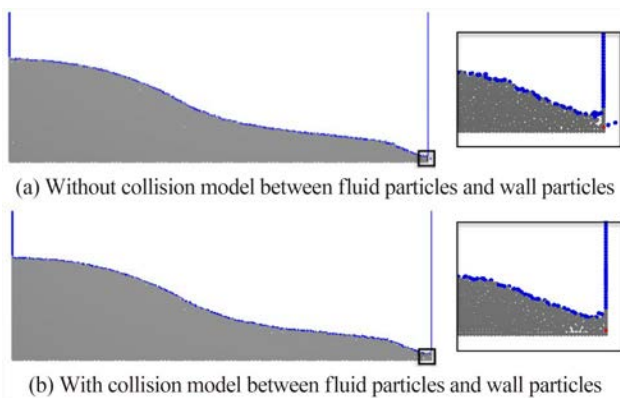 (a) Without collision model between fluid particles and wall particles
(b) With collision model between fluid particles and wall particles